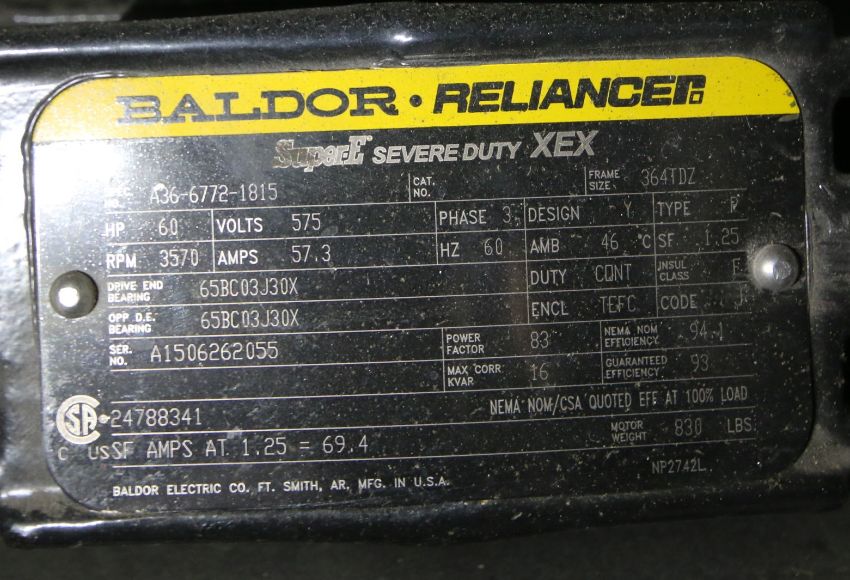 BALDOR • RELIANCE
Super-E SEVERE DUTY XEX
SPEC. NO. A36-6772-1815 CAT. NO. FRAME SIZE 364TDZ
HP 60 VOLTS 575 PHASE 3 DESIGN Y TYPE P
RPM 3570 AMPS 57.3 HZ 60 AMB 46 °C SF 1.25
DRIVE END BEARING 65BC03J30X DUTY CONT INSUL CLASS F
OPP D.E. BEARING 65BC03J30X ENCL TEFC CODE
SER. NO. A1506262055 POWER FACTOR 83 NEMA NOM EFFICIENCY 94.1
MAX CORR KVAR 16 GUARANTEED EFFICIENCY 93
NEMA NOM/CSA QUOTED EFF AT 100% LOAD
24788341
C US SF AMPS AT 1.25 = 69.4 MOTOR WEIGHT 830 LBS
NP2742L
BALDOR ELECTRIC CO. FT. SMITH, AR. MFG. IN U.S.A.